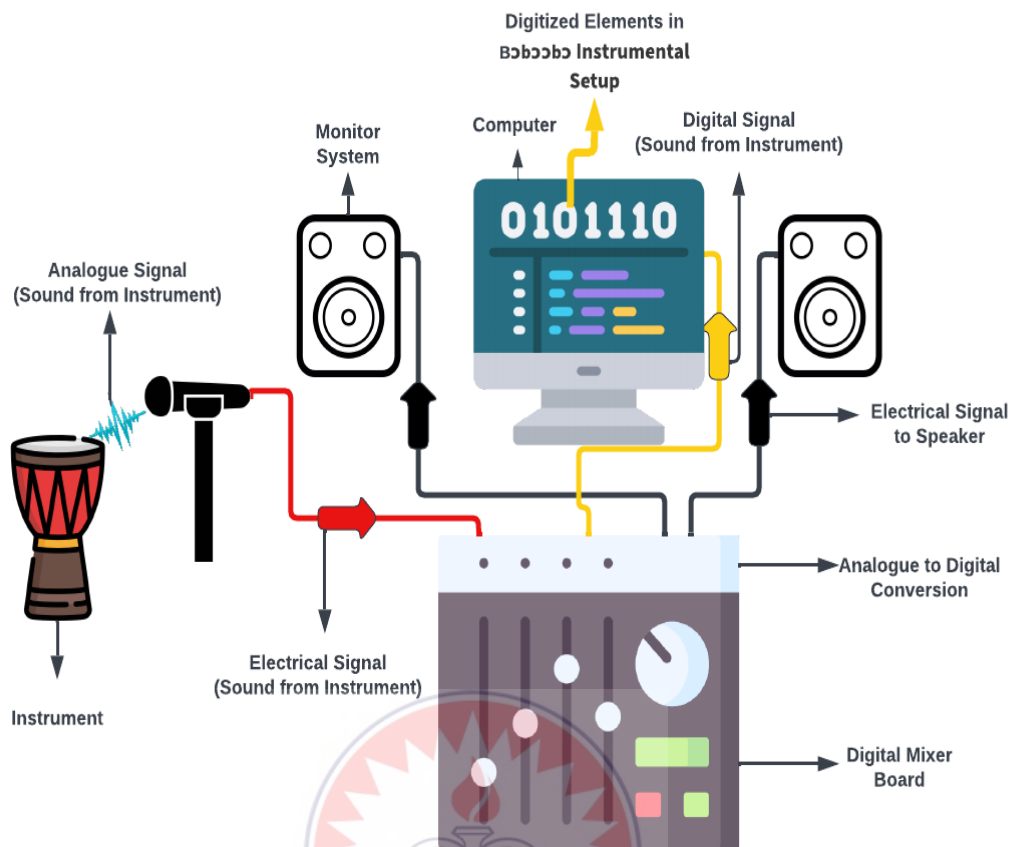 Digitized Elements in
Bɔbɔɔbɔ Instrumental
Setup
Computer
Digital Signal
(Sound from Instrument)
Monitor
System
0101110
Analogue Signal
(Sound from Instrument)
Electrical Signal
to Speaker
Analogue to Digital
Conversion
Electrical Signal
(Sound from Instrument)
Instrument
Digital Mixer
Board